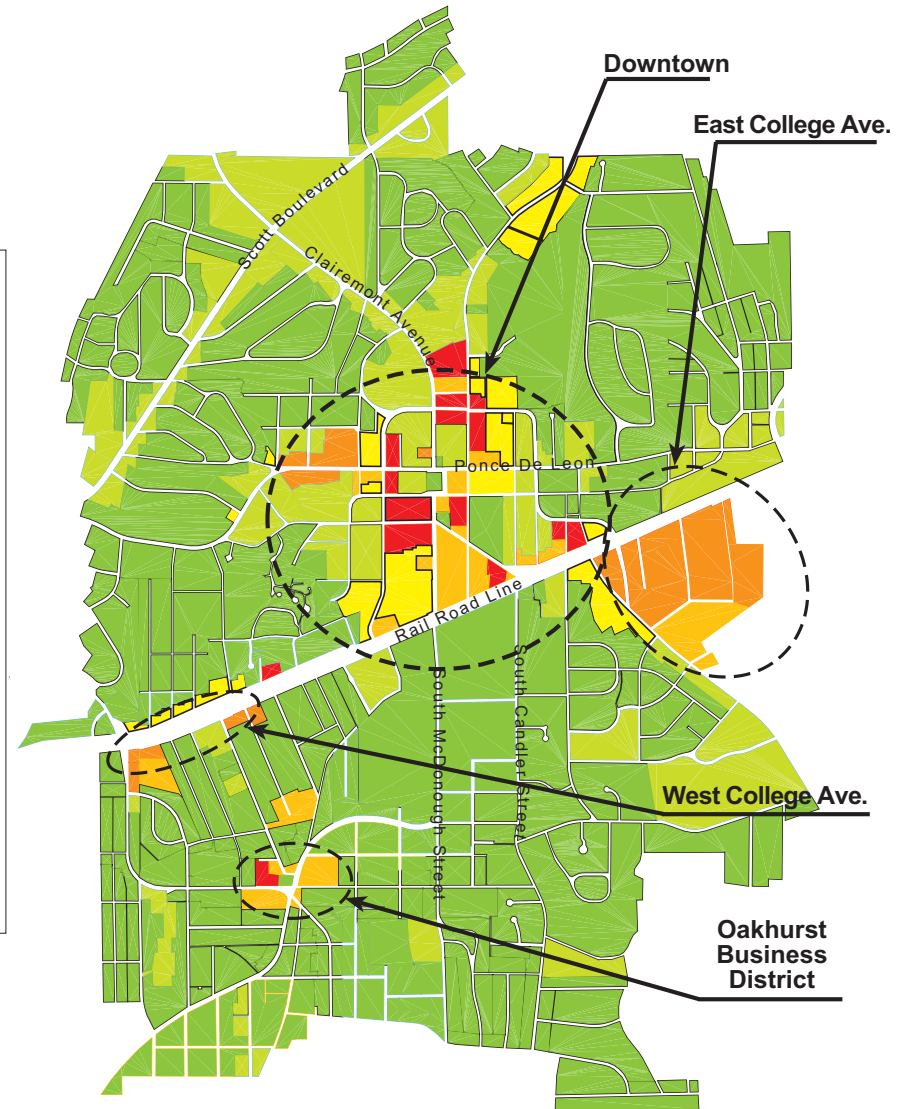 Downtown
East College Ave.
Scott Boulevard
Clairemont Avenue
Ponce De Leon
Rail Road Line
South McDonough Street
South Candler Street
West College Ave.
Oakhurst
Business
District